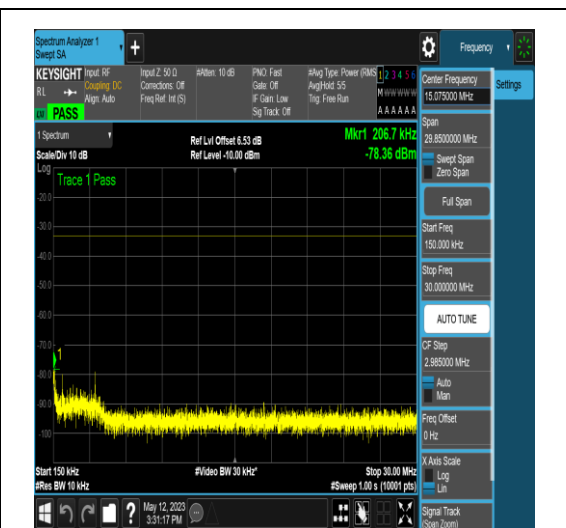 Spectrum Analyzer 1
Swept SA
Frequency
KEYSIGHT
RL
PASS
Input: RF
Coupling: DC
Align: Auto
Input Z: 50 Ω
Corrections: Off
Freq Ref: Int (S)
#Atten: 10 dB
PNO: Fast
Gate: Off
IF Gain: Low
Sig Track: Off
#Avg Type: Power (RMS
Avg|Hold: 5/5
Trig: Free Run
1 2 3 4 5 6
M W W W W W
A A A A A A
Settings
1 Spectrum
Scale/Div 10 dB
Ref Lvl Offset 6.53 dB
Ref Level -10.00 dBm
Mkr1 206.7 kHz
-78.36 dBm
Log
Trace 1 Pass
-20.0
-30.0
-40.0
-50.0
-60.0
-70.0
-80.0
-90.0
-100
1
Start 150 kHz
#Res BW 10 kHz
#Video BW 30 kHz*
Stop 30.00 MHz
#Sweep 1.00 s (10001 pts)
Center Frequency
15.075000 MHz
Span
29.8500000 MHz
Swept Span
Zero Span
Full Span
Start Freq
150.000 kHz
Stop Freq
30.000000 MHz
AUTO TUNE
CF Step
2.985000 MHz
Auto
Man
Freq Offset
0 Hz
X Axis Scale
Log
Lin
Signal Track
(Span Zoom)
?
May 12, 2023
3:31:17 PM